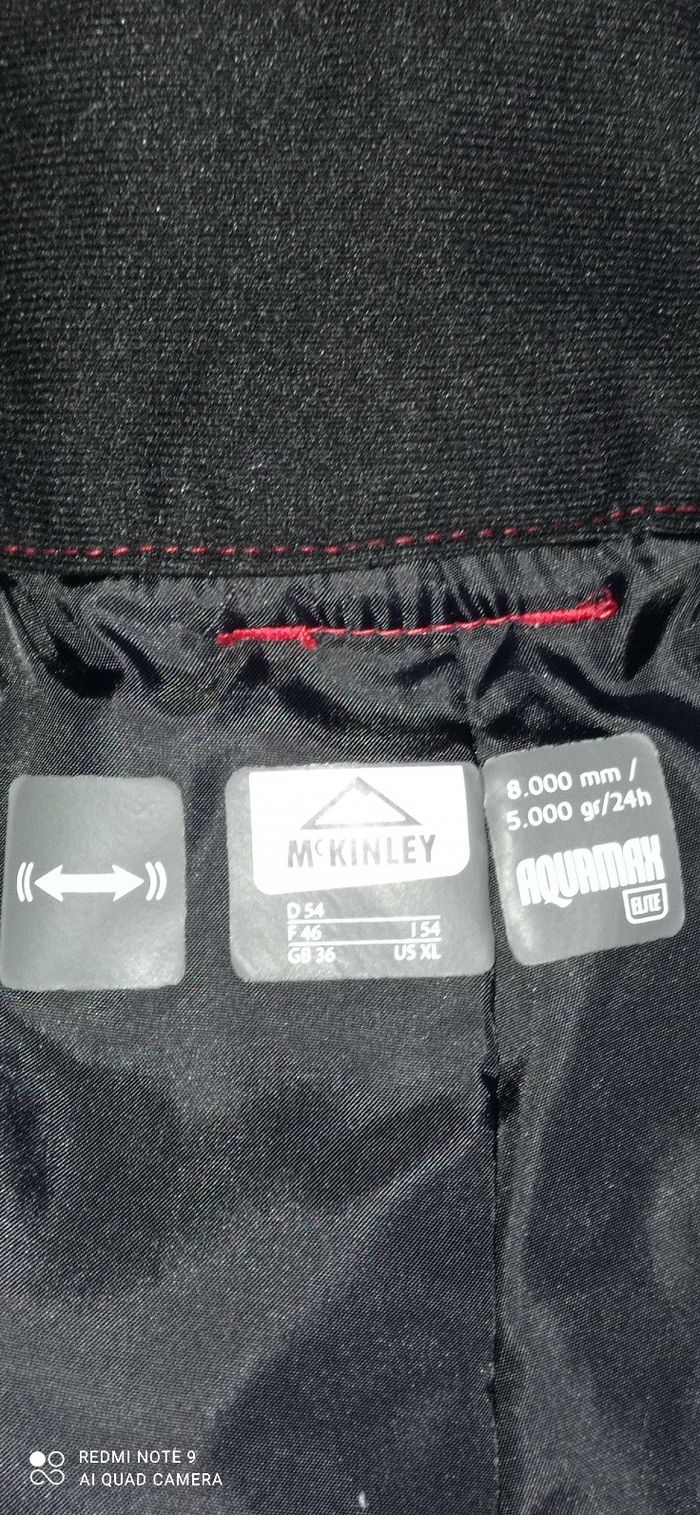 8.000 mm /
5.000 gr/24h
AQUAMAX
ELITE
McKINLEY
D 54
F 46 I 54
GB 36 US XL
REDMI NOTE 9
AI QUAD CAMERA